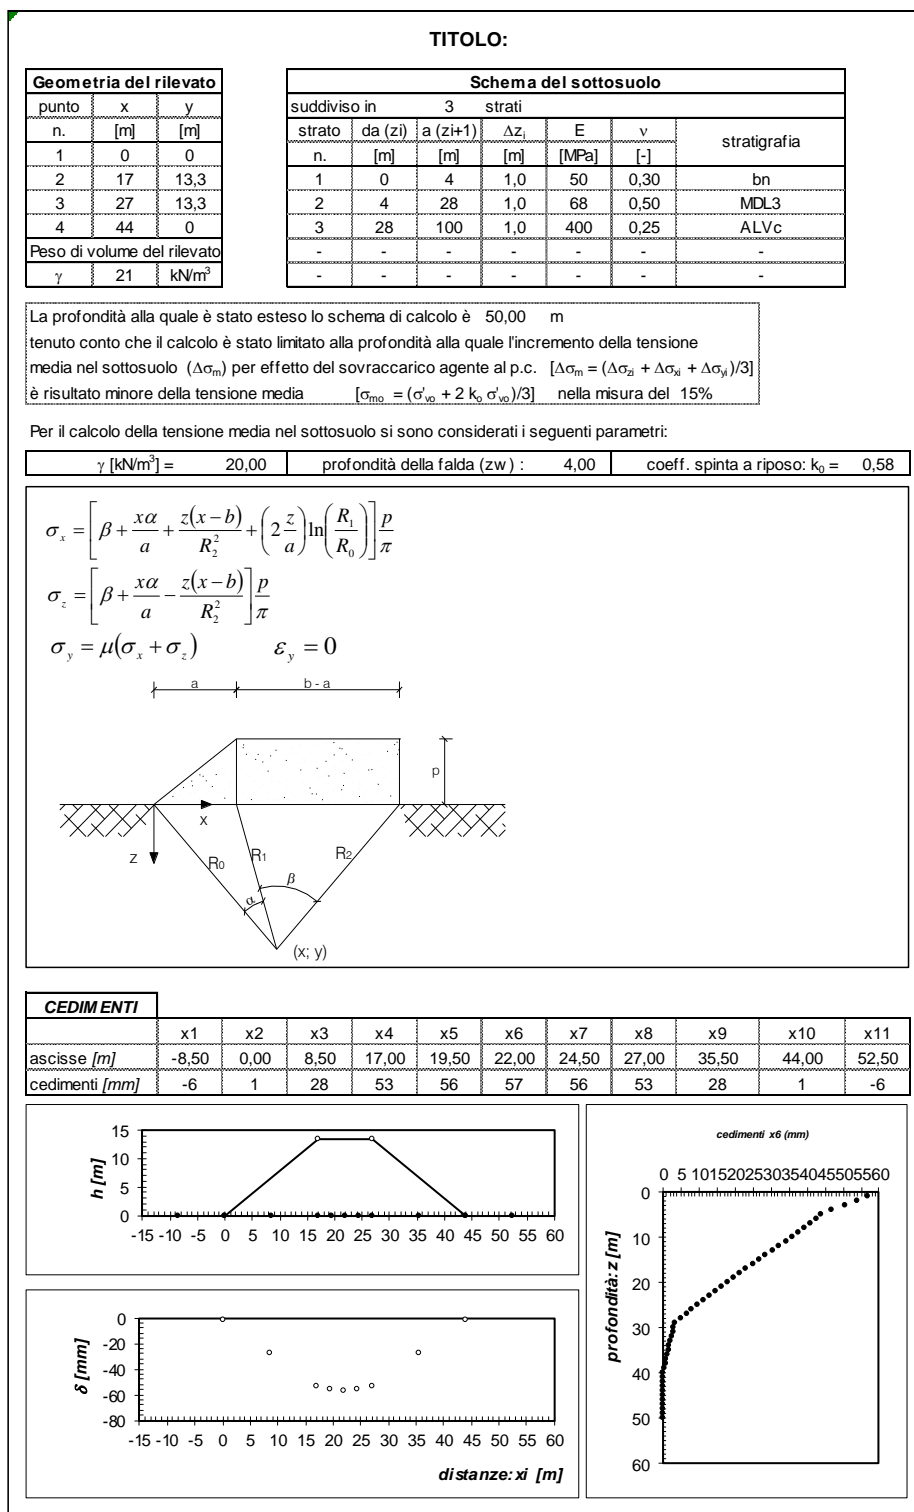 TITOLO:
Geometria del rilevato
punto x y
n. [m] [m]
1 0 0
2 17 13,3
3 27 13,3
4 44 0
Peso di volume del rilevato
γ 21 kN/m³
Schema del sottosuolo
suddiviso in 3 strati
strato da (zi) a (zi+1) Δzi E ν stratigrafia
n. [m] [m] [m] [MPa] [-]
1 0 4 1,0 50 0,30 bn
2 4 28 1,0 68 0,50 MDL3
3 28 100 1,0 400 0,25 ALVc
- - - - - - -
- - - - - - -
La profondità alla quale è stato esteso lo schema di calcolo è 50,00 m
tenuto conto che il calcolo è stato limitato alla profondità alla quale l'incremento della tensione
media nel sottosuolo (Δσm) per effetto del sovraccarico agente al p.c. [Δσm = (Δσzi + Δσxi + Δσyi)/3]
è risultato minore della tensione media [σmo = (σ'vo + 2 ko σ'vo)/3] nella misura del 15%
Per il calcolo della tensione media nel sottosuolo si sono considerati i seguenti parametri:
γ [kN/m³] = 20,00 profondità della falda (zw) : 4,00 coeff. spinta a riposo: k0 = 0,58
σx = [β + xα/a + z(x−b)/R2² + (2 z/a) ln(R1/R0)] p/π
σz = [β + xα/a − z(x−b)/R2²] p/π
σy = μ(σx + σz) εy = 0
a b - a
p
x
z
R0 R1 R2
α β
(x; y)
CEDIMENTI
x1 x2 x3 x4 x5 x6 x7 x8 x9 x10 x11
ascisse [m] -8,50 0,00 8,50 17,00 19,50 22,00 24,50 27,00 35,50 44,00 52,50
cedimenti [mm] -6 1 28 53 56 57 56 53 28 1 -6
h [m]
15
10
5
0
-15 -10 -5 0 5 10 15 20 25 30 35 40 45 50 55 60
δ [mm]
0
-20
-40
-60
-80
-15 -10 -5 0 5 10 15 20 25 30 35 40 45 50 55 60
distanze: xi [m]
cedimenti x6 (mm)
0 5 10 15 20 25 30 35 40 45 50 55 60
profondità: z [m]
0
10
20
30
40
50
60